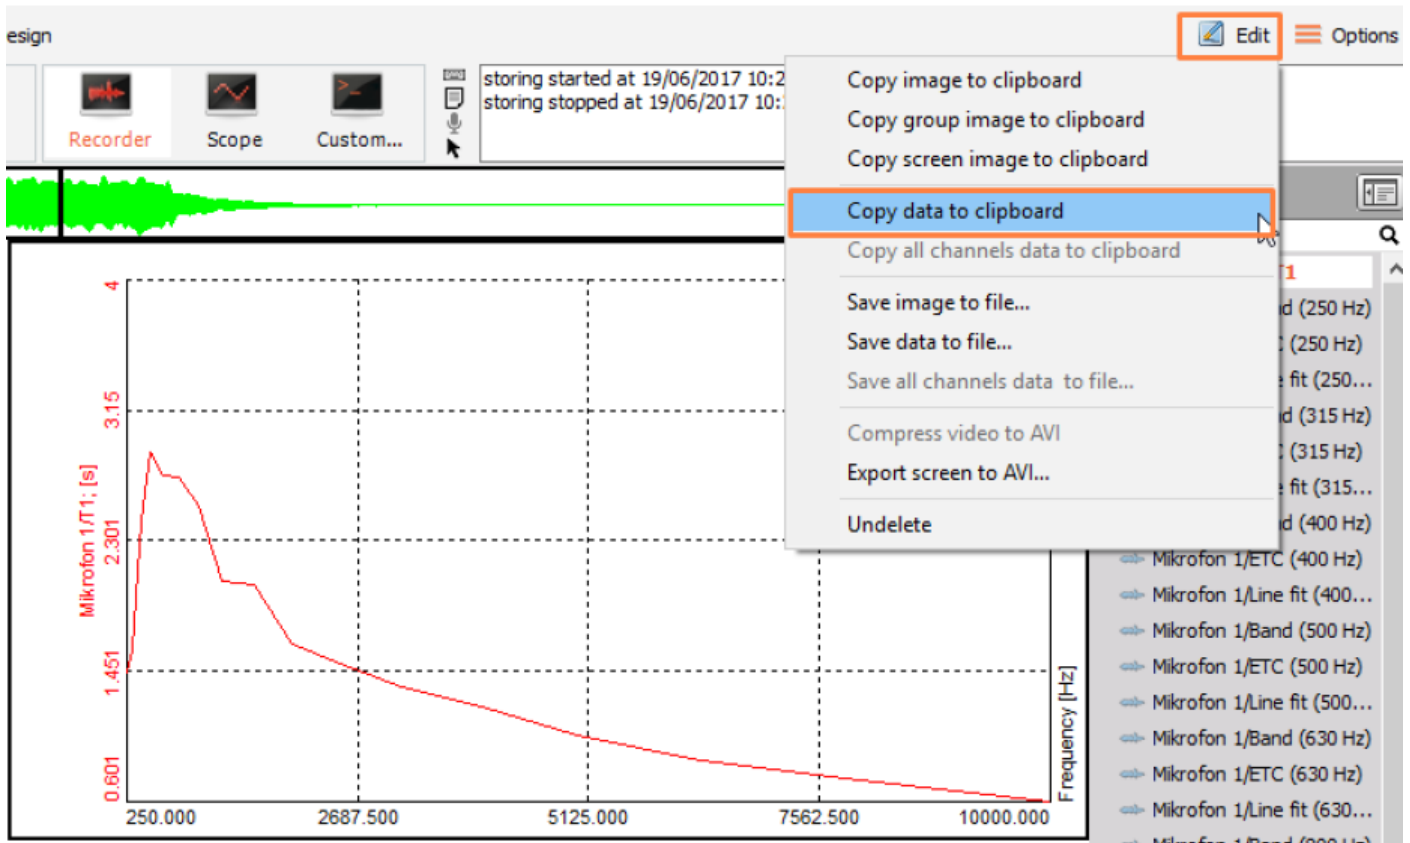 esign
Edit
Options
Recorder
Scope
Custom...
storing started at 19/06/2017 10:2
storing stopped at 19/06/2017 10:
Copy image to clipboard
Copy group image to clipboard
Copy screen image to clipboard
Copy data to clipboard
Copy all channels data to clipboard
Save image to file...
Save data to file...
Save all channels data  to file...
Compress video to AVI
Export screen to AVI...
Undelete
4
3.15
2.301
1.451
0.601
Mikrofon 1/T1; [s]
250.000
2687.500
5125.000
7562.500
10000.000
Frequency [Hz]
1
d (250 Hz)
(250 Hz)
fit (250...
d (315 Hz)
(315 Hz)
fit (315...
d (400 Hz)
Mikrofon 1/ETC (400 Hz)
Mikrofon 1/Line fit (400...
Mikrofon 1/Band (500 Hz)
Mikrofon 1/ETC (500 Hz)
Mikrofon 1/Line fit (500...
Mikrofon 1/Band (630 Hz)
Mikrofon 1/ETC (630 Hz)
Mikrofon 1/Line fit (630...